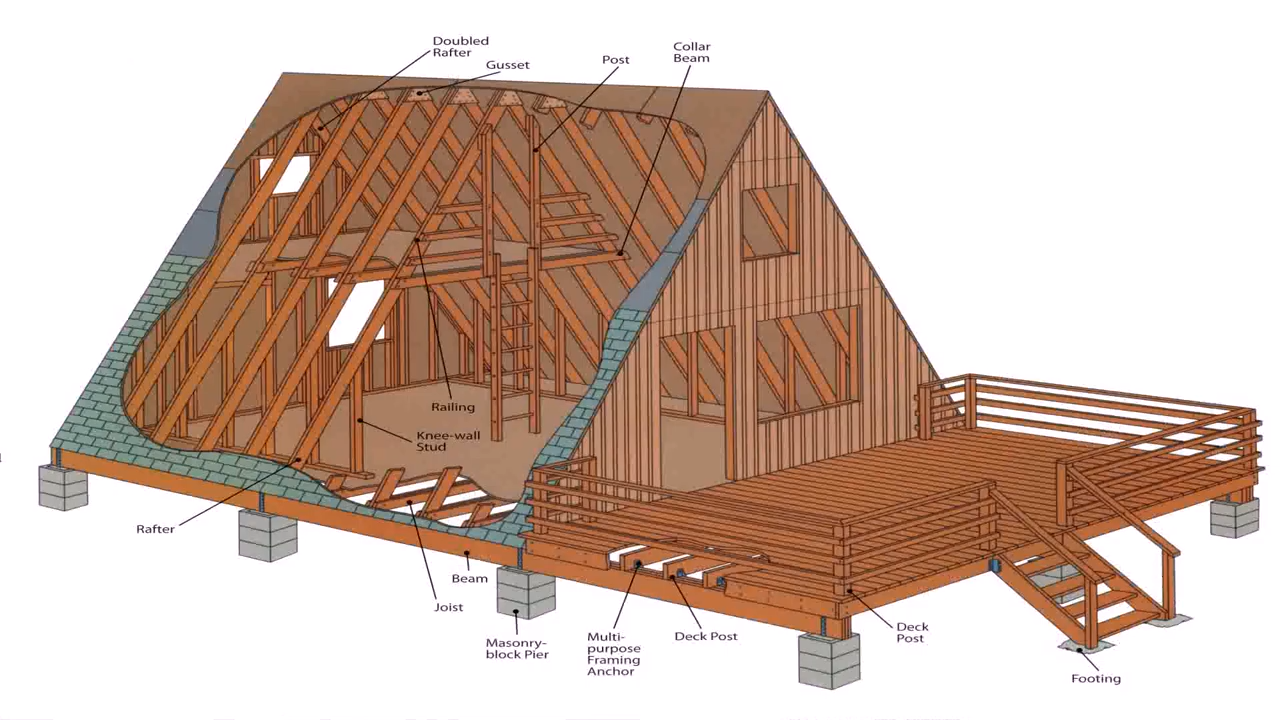 Doubled
Rafter
Gusset
Post
Collar
Beam
Railing
Knee-wall
Stud
Rafter
Beam
Joist
Masonry-
block Pier
Multi-
purpose
Framing
Anchor
Deck Post
Deck
Post
Footing